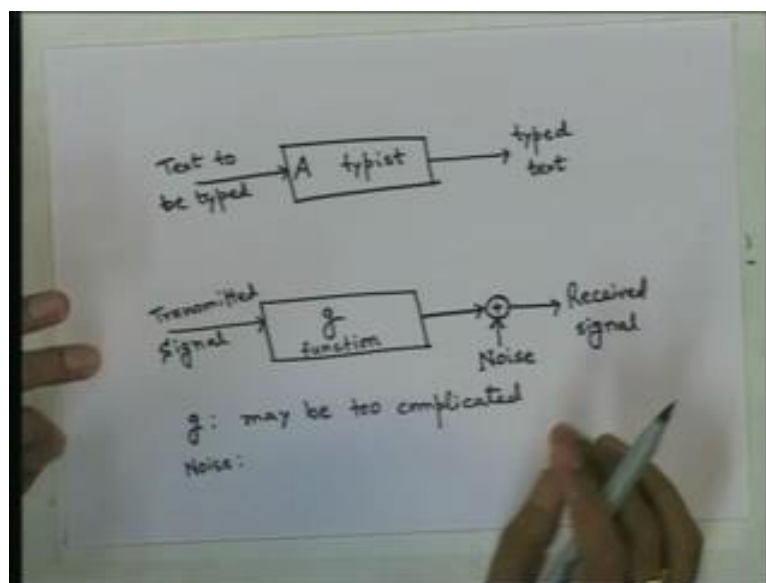 Text to
be typed
A typist
typed
text
Transmitted
Signal
g
function
+
Noise
Received
signal
g: may be too complicated
Noise: